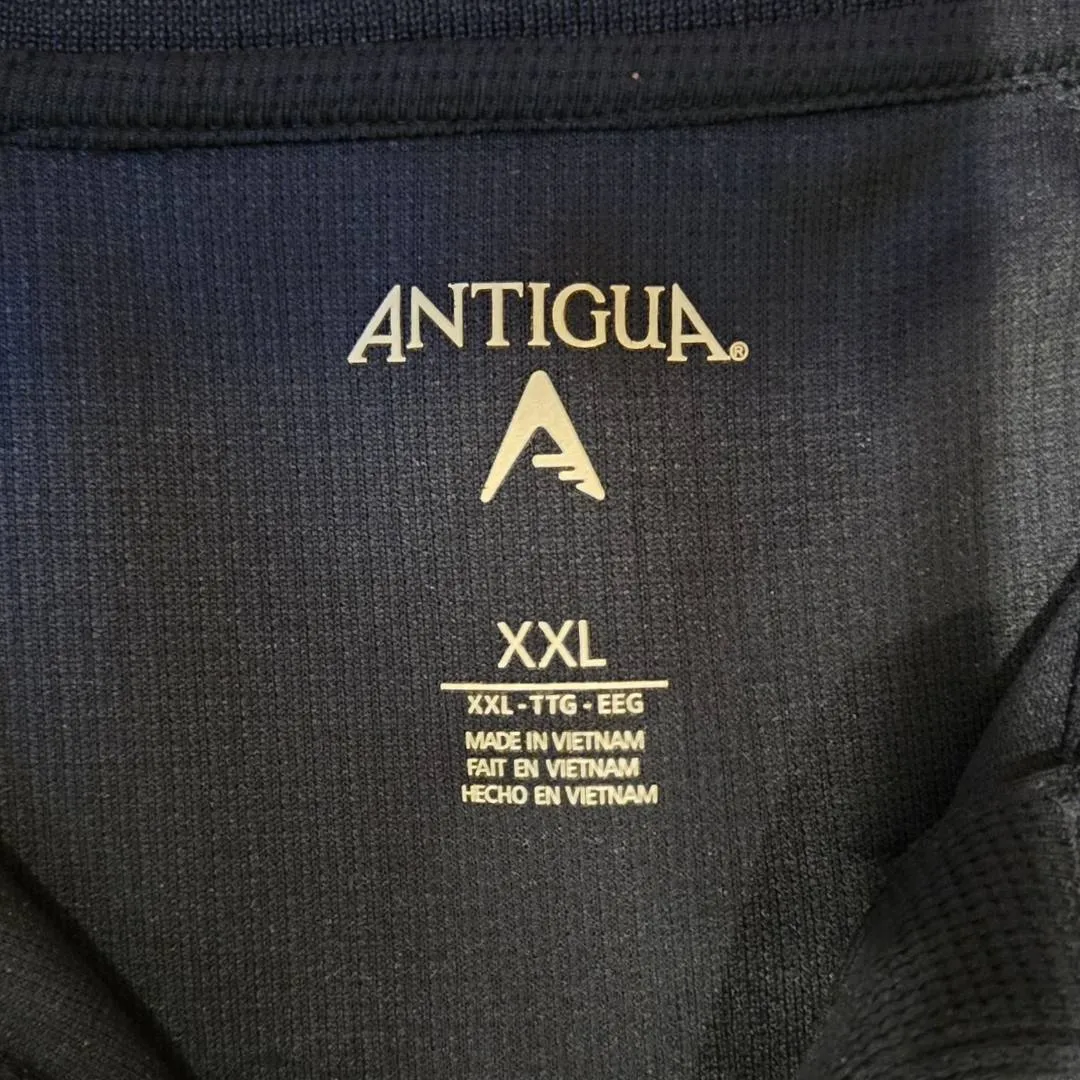 ANTIGUA®
XXL
XXL-TTG-EEG
MADE IN VIETNAM
FAIT EN VIETNAM
HECHO EN VIETNAM